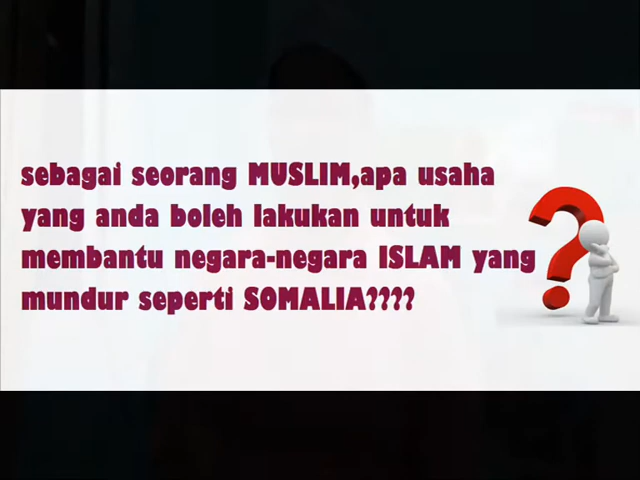 sebagai seorang MUSLIM,apa usaha
yang anda boleh lakukan untuk
membantu negara-negara ISLAM yang
mundur seperti SOMALIA????